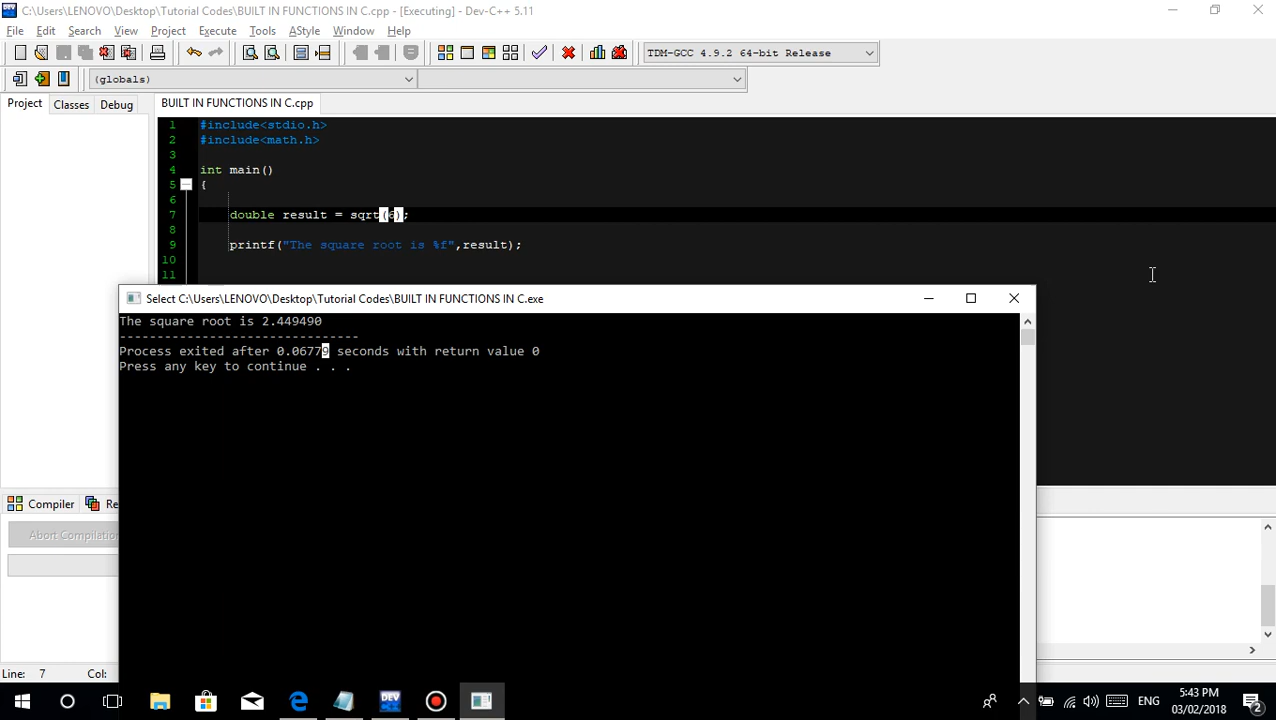 C:\Users\LENOVO\Desktop\Tutorial Codes\BUILT IN FUNCTIONS IN C.cpp - [Executing] - Dev-C++ 5.11
File Edit Search View Project Execute Tools AStyle Window Help
TDM-GCC 4.9.2 64-bit Release
(globals)
Project Classes Debug BUILT IN FUNCTIONS IN C.cpp
1 #include<stdio.h>
2 #include<math.h>
3
4 int main()
5 {
6
7 double result = sqrt(6);
8
9 printf("The square root is %f",result);
10
11
Select C:\Users\LENOVO\Desktop\Tutorial Codes\BUILT IN FUNCTIONS IN C.exe
The square root is 2.449490
--------------------------------
Process exited after 0.06779 seconds with return value 0
Press any key to continue . . .
Compiler Re
Abort Compilation
Line: 7 Col:
DEV
ENG
5:43 PM
03/02/2018
2